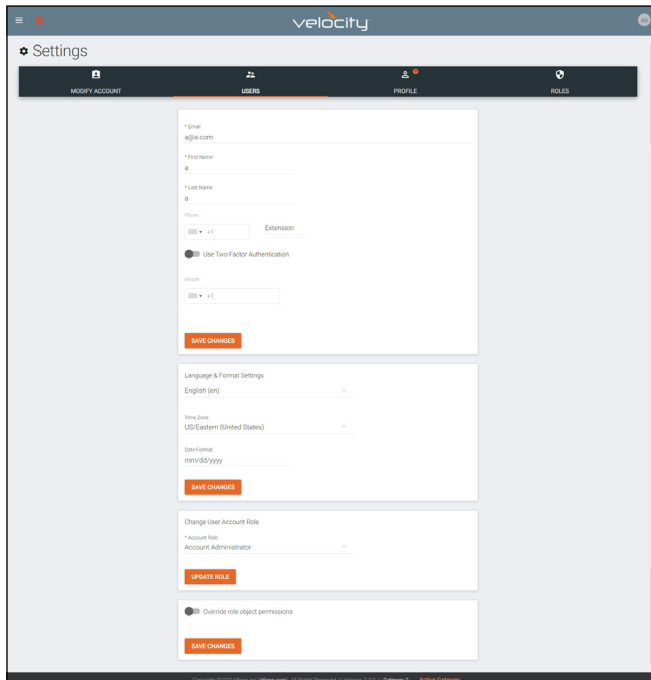 velocity
Settings
MODIFY ACCOUNT
USERS
PROFILE
ROLES
* Email
a@a.com
* First Name
a
* Last Name
a
Phone
+1 Extension
Use Two-Factor Authentication
Mobile
+1
SAVE CHANGES
Language & Format Settings
English (en)
Time Zone
US/Eastern (United States)
Date Format
mm/dd/yyyy
SAVE CHANGES
Change User Account Role
* Account Role
Account Administrator
UPDATE ROLE
Override role object permissions
SAVE CHANGES
All Rights Reserved.